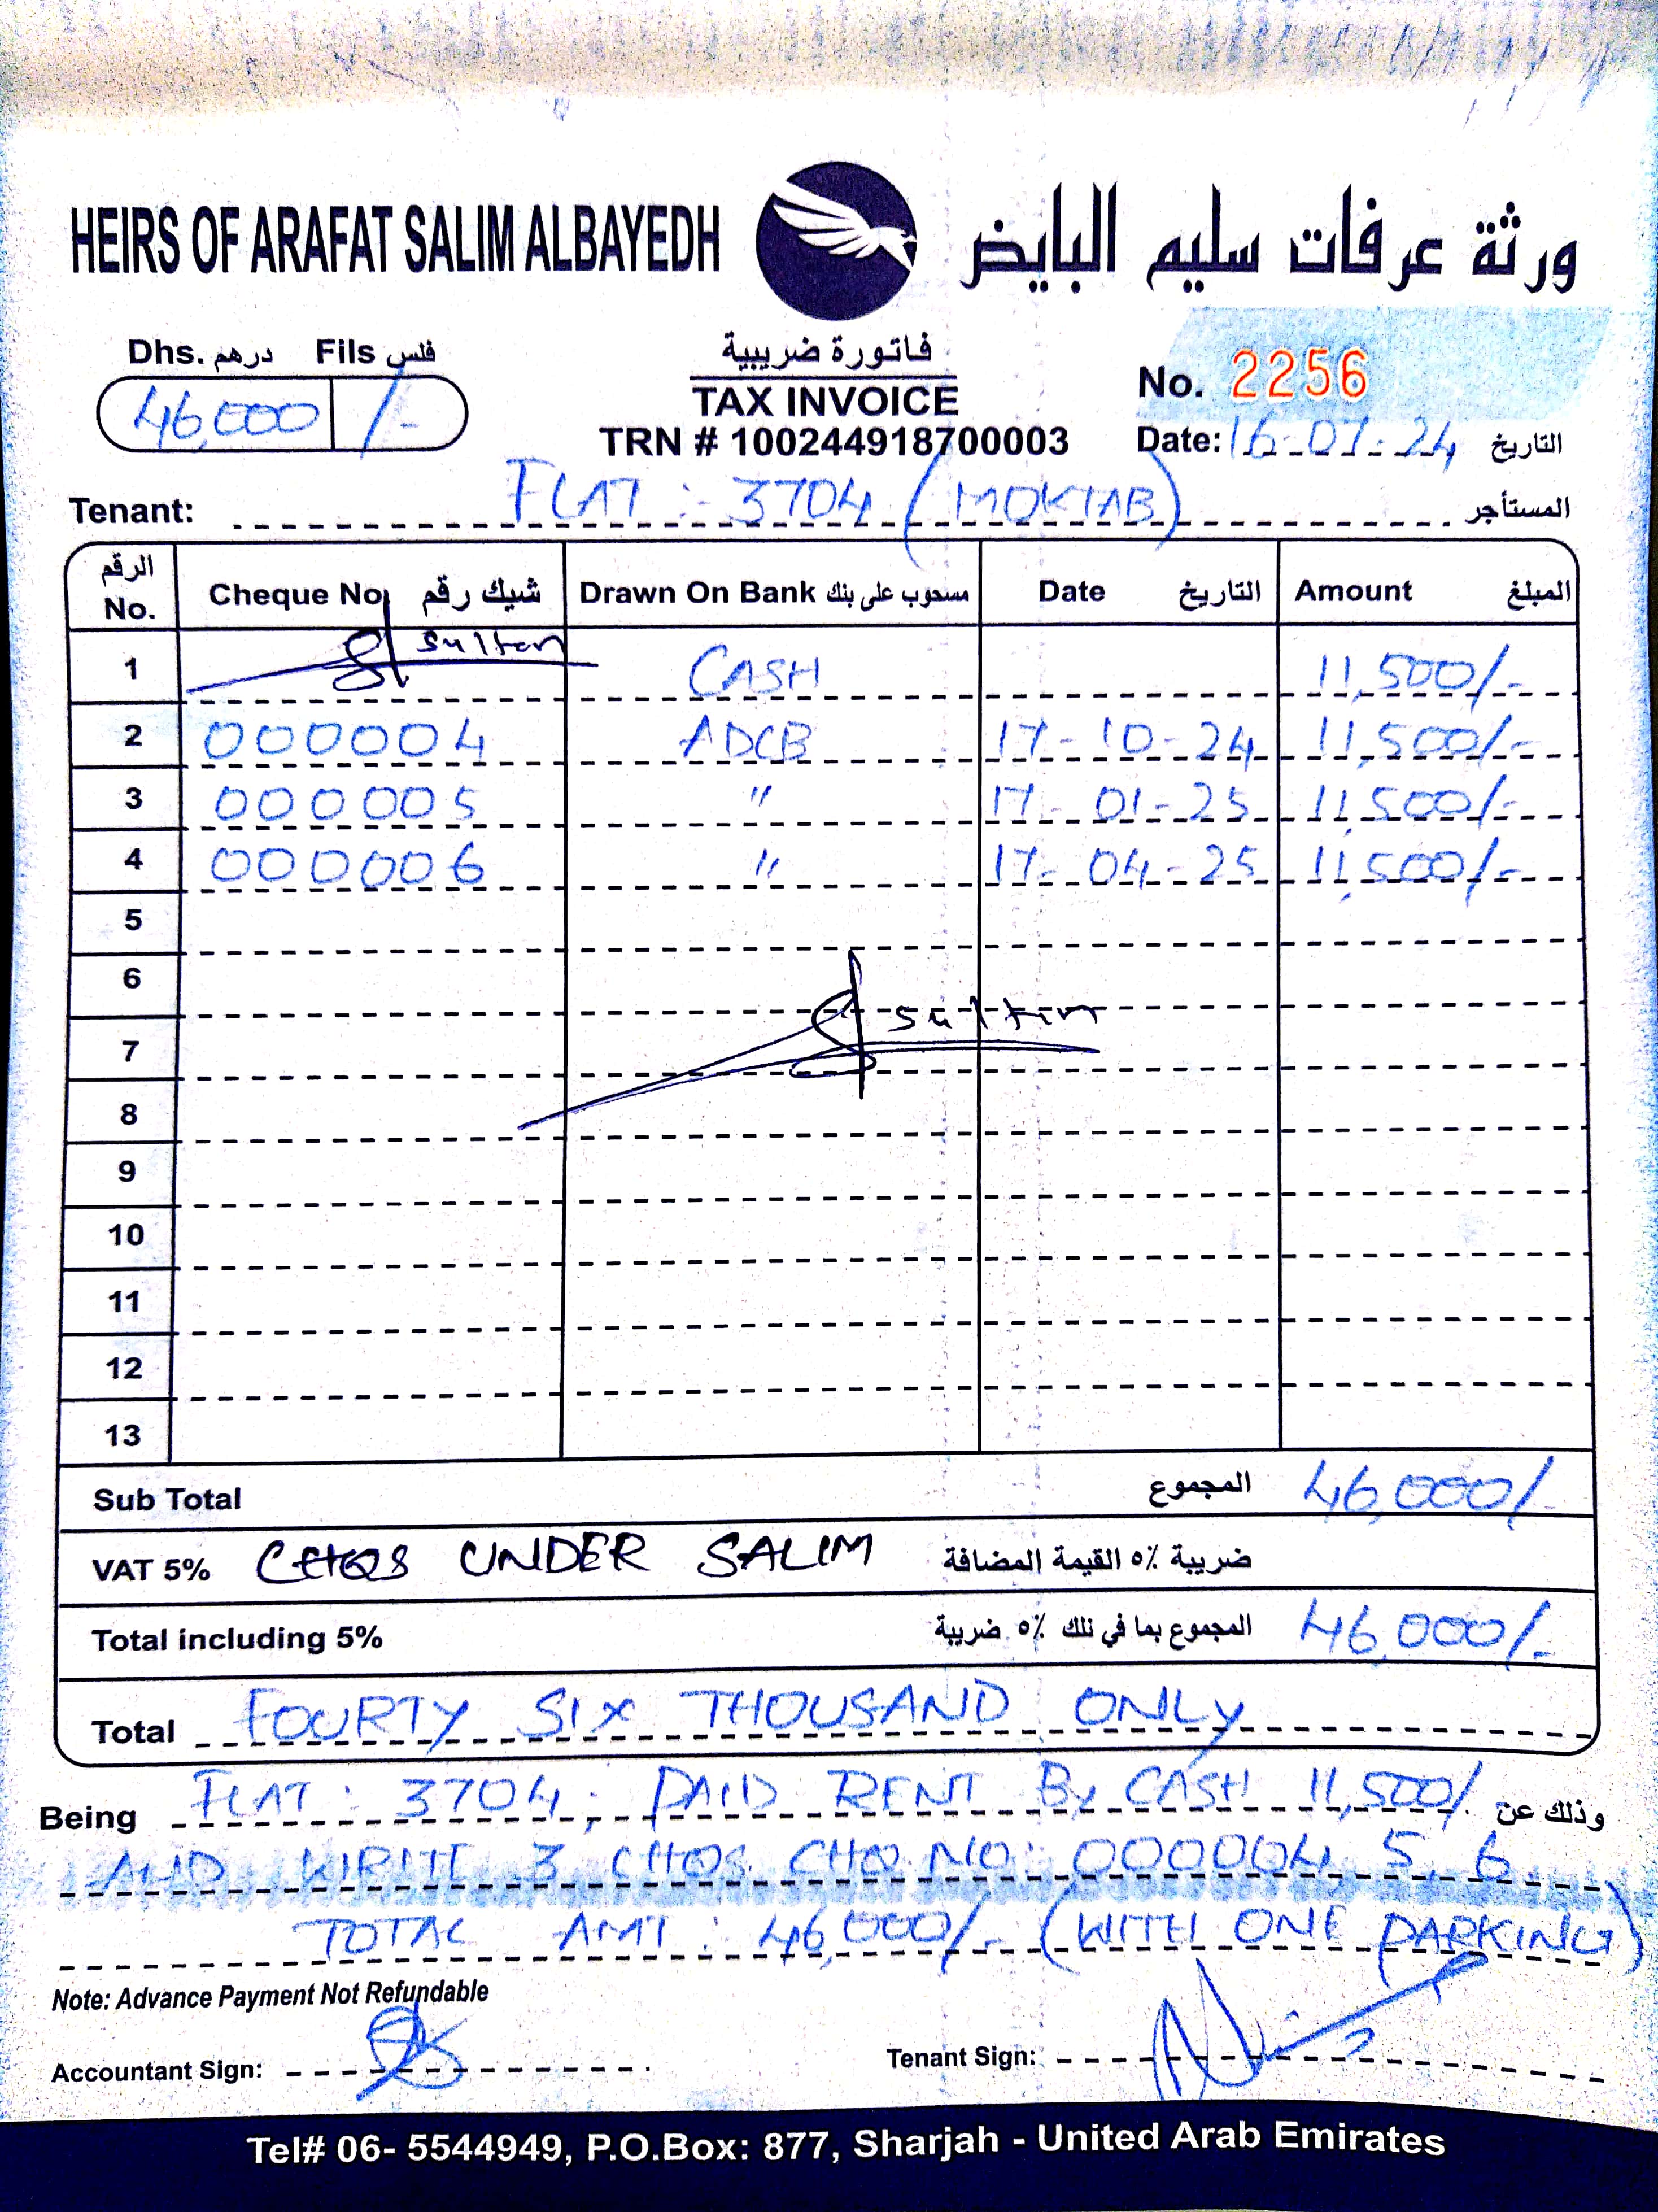 HEIRS OF ARAFAT SALIM ALBAYEDH
ورثة عرفات سليم البايض
Dhs. درهم Fils فلس
46,000 /-
فاتورة ضريبية
TAX INVOICE
TRN # 100244918700003
No. 2256
Date: 16-07-24 التاريخ
Tenant: FLAT : 3704 (MOKTAB) المستأجر
الرقم No. Cheque No. شيك رقم Drawn On Bank مسحوب على بنك Date التاريخ Amount المبلغ
1 Sultan CASH 11,500/-
2 000004 ADCB 17-10-24 11,500/-
3 000005 " 17-01-25 11,500/-
4 000006 " 17-04-25 11,500/-
5
6
Sultan
7
8
9
10
11
12
13
Sub Total المجموع 46,000/-
VAT 5% CHQS UNDER SALIM ضريبة ٥٪ القيمة المضافة
Total including 5% المجموع بما في ذلك ٥٪ ضريبة 46,000/-
Total FOURTY SIX THOUSAND ONLY
Being FLAT : 3704, PAID RENT By CASH 11,500/- وذلك عن
AND 3 CHQS CHQ NO: 000004, 5, 6
TOTAL AMT : 46,000/- (WITH ONE PARKING)
Note: Advance Payment Not Refundable
Accountant Sign:
Tenant Sign:
Tel# 06- 5544949, P.O.Box: 877, Sharjah - United Arab Emirates